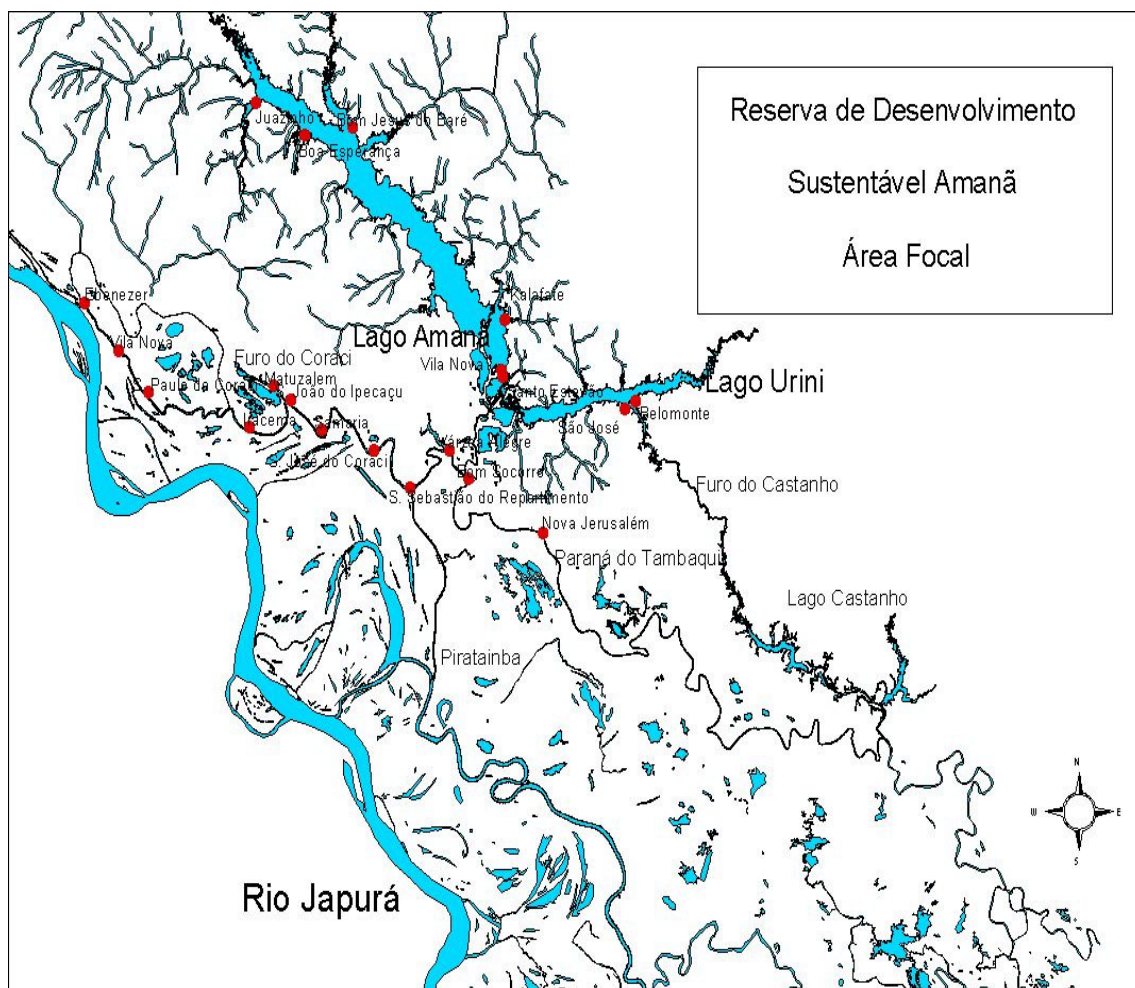 Reserva de Desenvolvimento
Sustentável Amanã
Área Focal
Juazinho
Bom Jesus do Baré
Boa Esperança
Ebenezer
Kalafate
Vila Nova
Lago Amanã
Furo do Coraci
Vila Nova
Lago Urini
Matuzalem
S. Paulo do Coraci
João do Ipecaçu
Santo Estevão
Belomonte
São José
Iracema
Samaria
Várzea Alegre
S. José do Coraci
Bom Socorro
Furo do Castanho
S. Sebastião do Repartimento
Nova Jerusalém
Paraná do Tambaqui
Lago Castanho
Piratainba
N
W
E
S
Rio Japurá